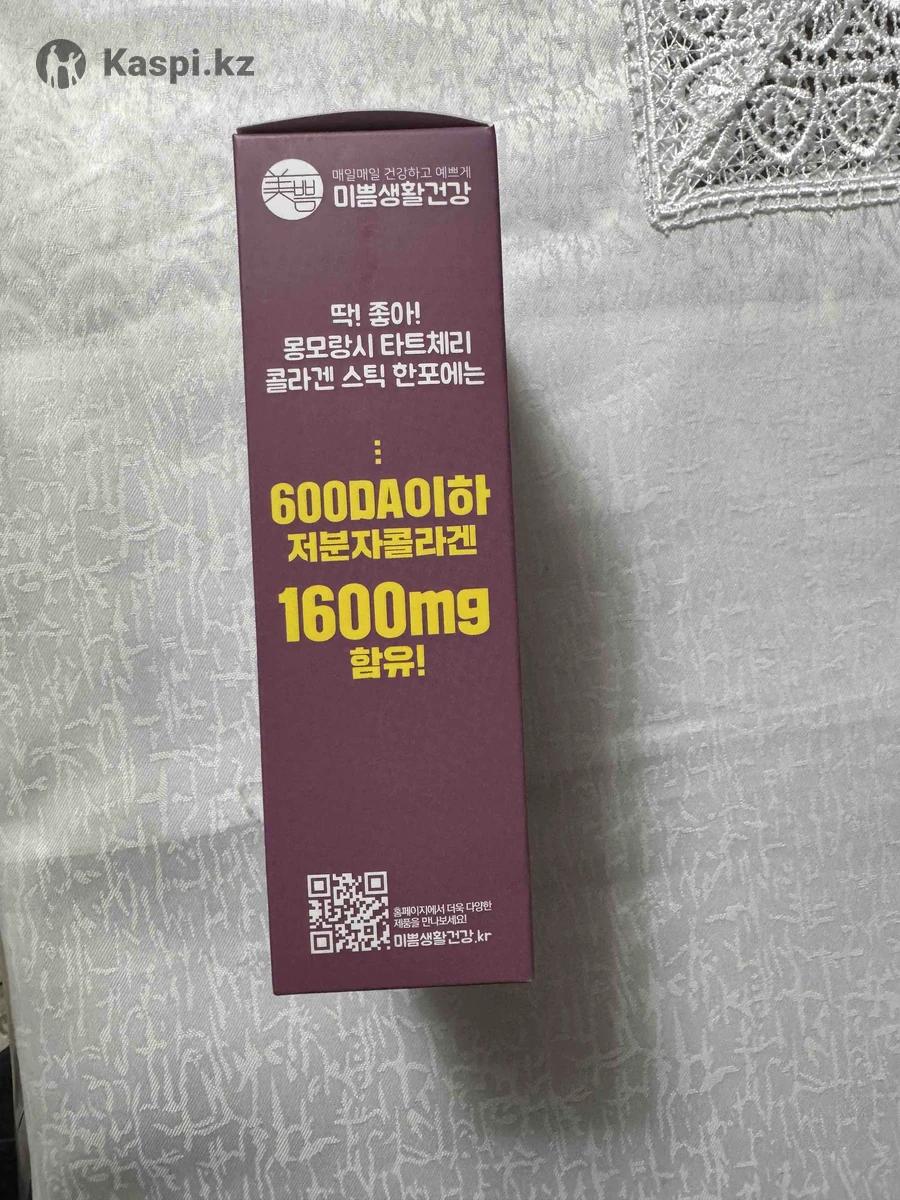 Kaspi.kz
美쁨
매일매일 건강하고 예쁘게
미쁨생활건강
딱! 좋아!
몽모랑시 타트체리
콜라겐 스틱 한포에는
600DA이하
저분자콜라겐
1600mg
함유!
홈페이지에서 더욱 다양한
제품을 만나보세요!
미쁨생활건강.kr